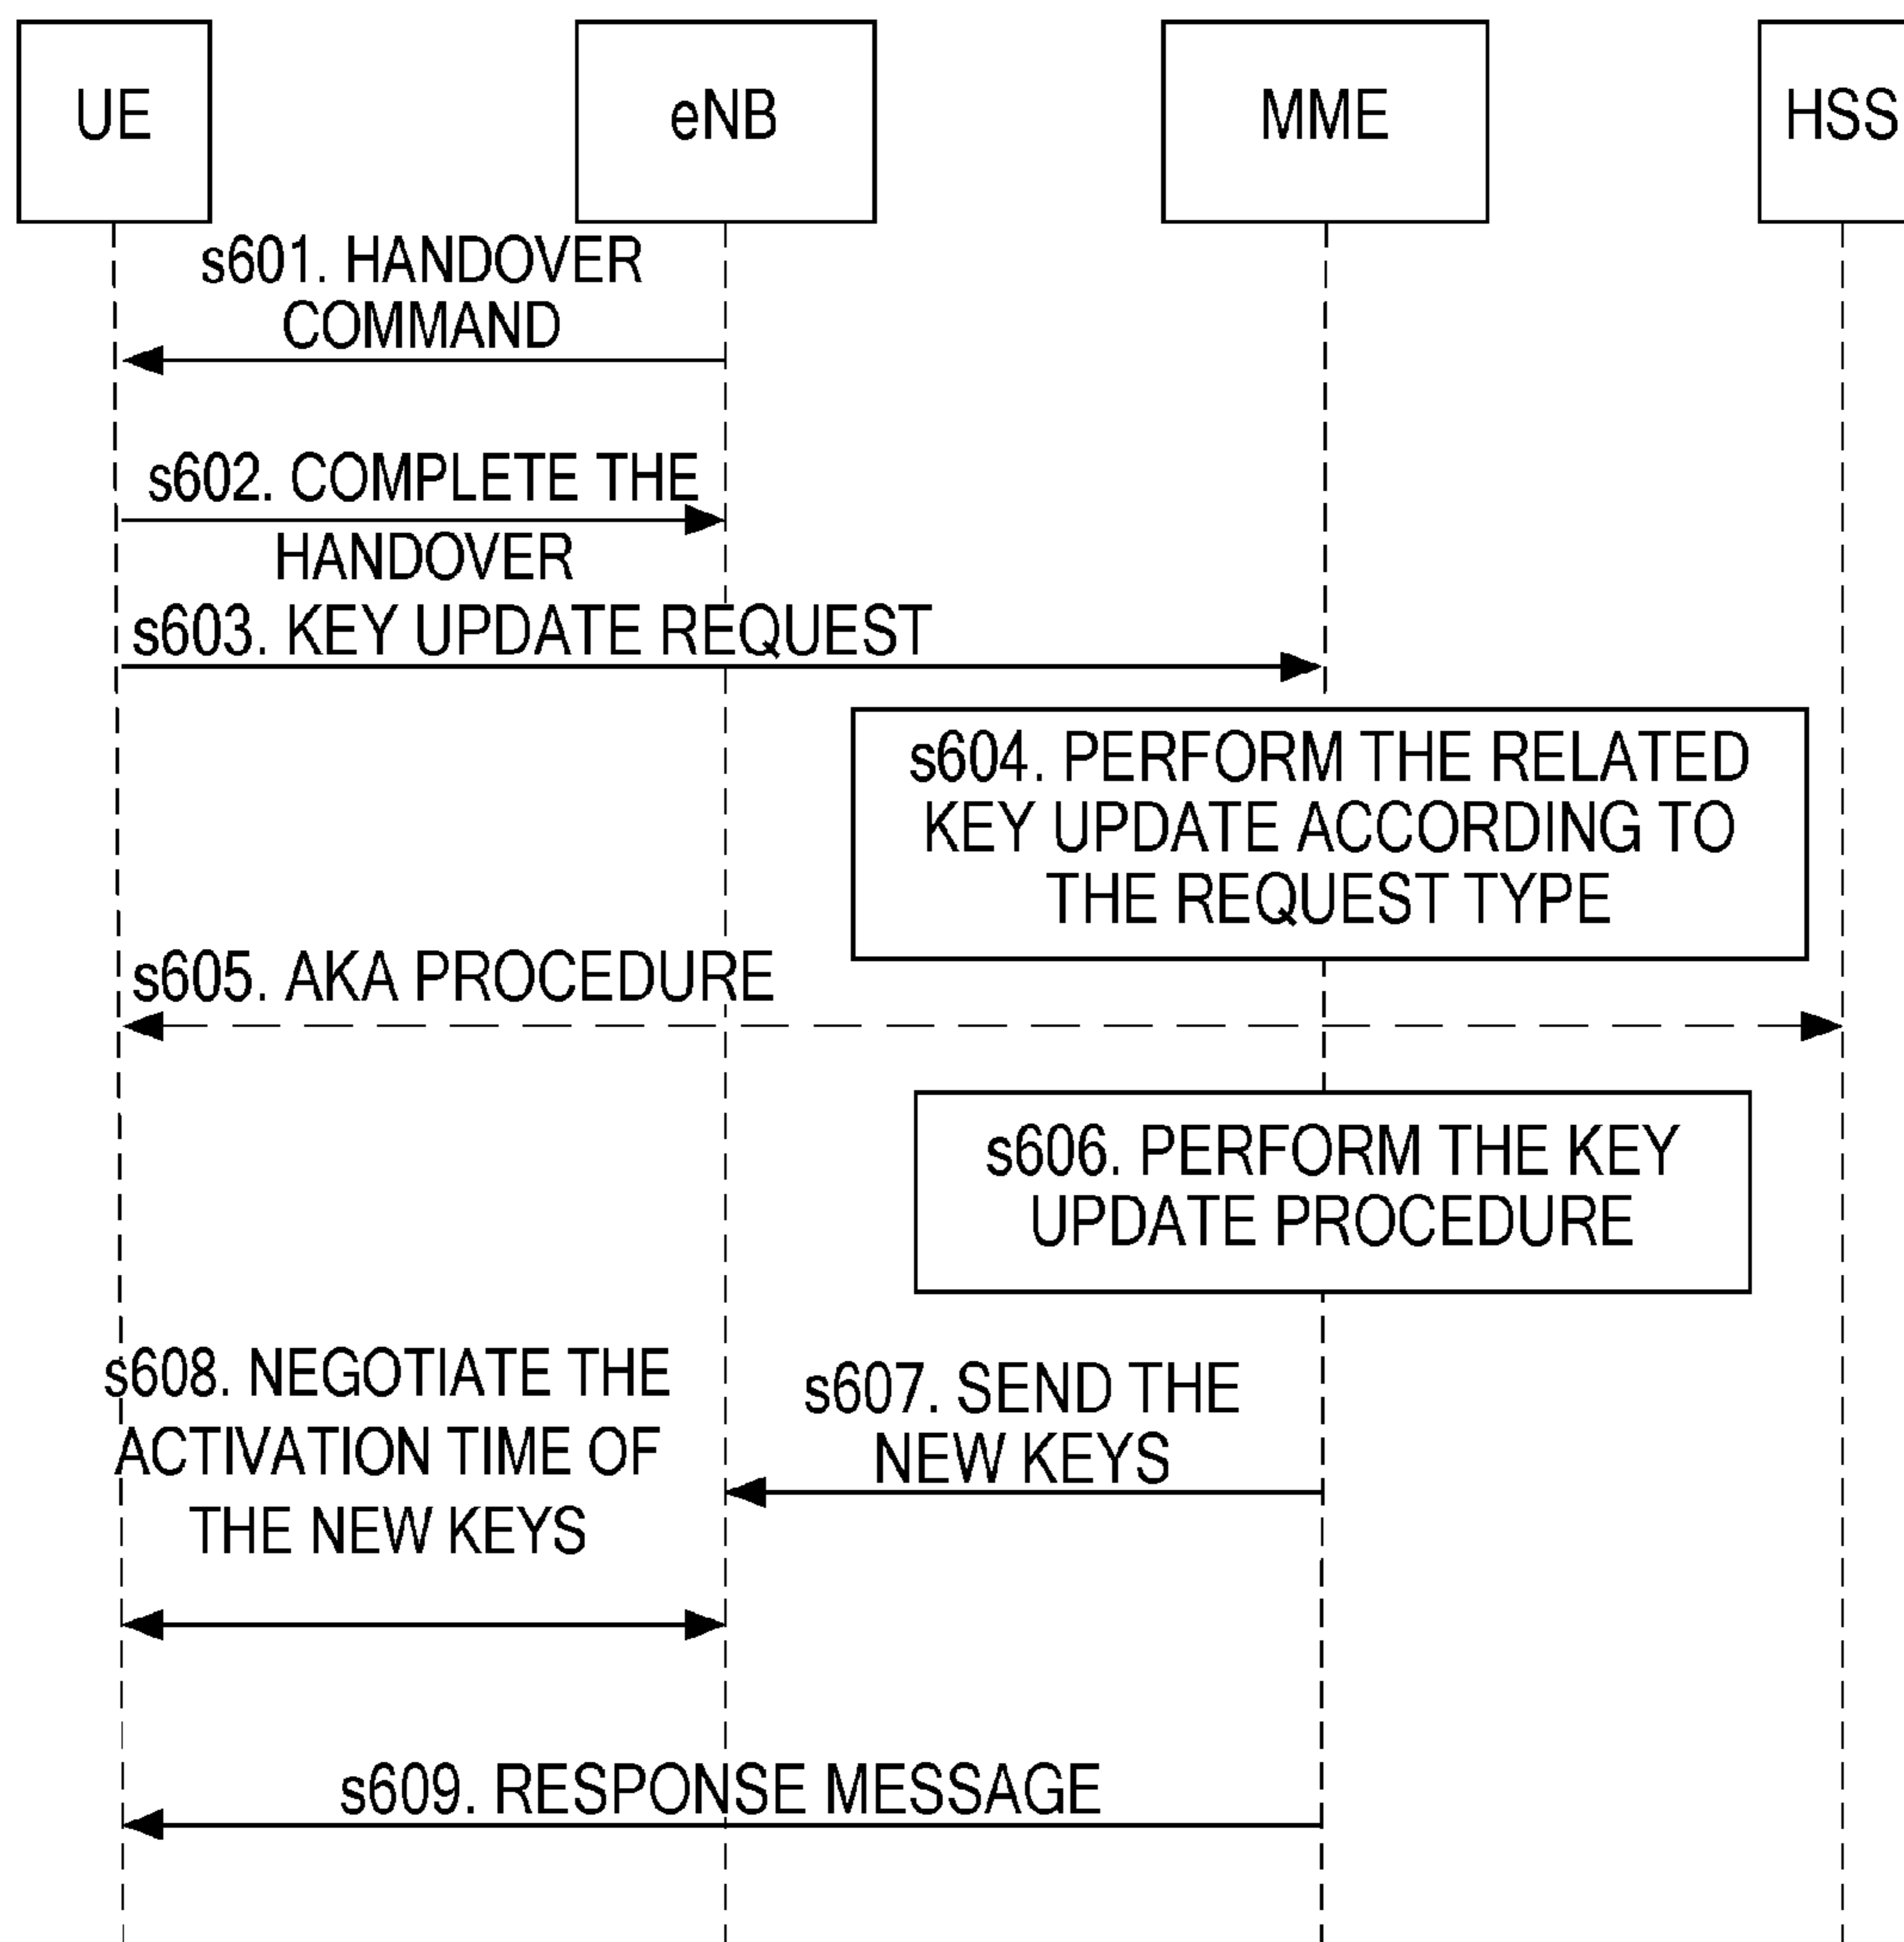 UE
eNB
MME
HSS
s601. HANDOVER
COMMAND
s602. COMPLETE THE
HANDOVER
s603. KEY UPDATE REQUEST
s604. PERFORM THE RELATED
KEY UPDATE ACCORDING TO
THE REQUEST TYPE
s605. AKA PROCEDURE
s606. PERFORM THE KEY
UPDATE PROCEDURE
s608. NEGOTIATE THE
ACTIVATION TIME OF
THE NEW KEYS
s607. SEND THE
NEW KEYS
s609. RESPONSE MESSAGE